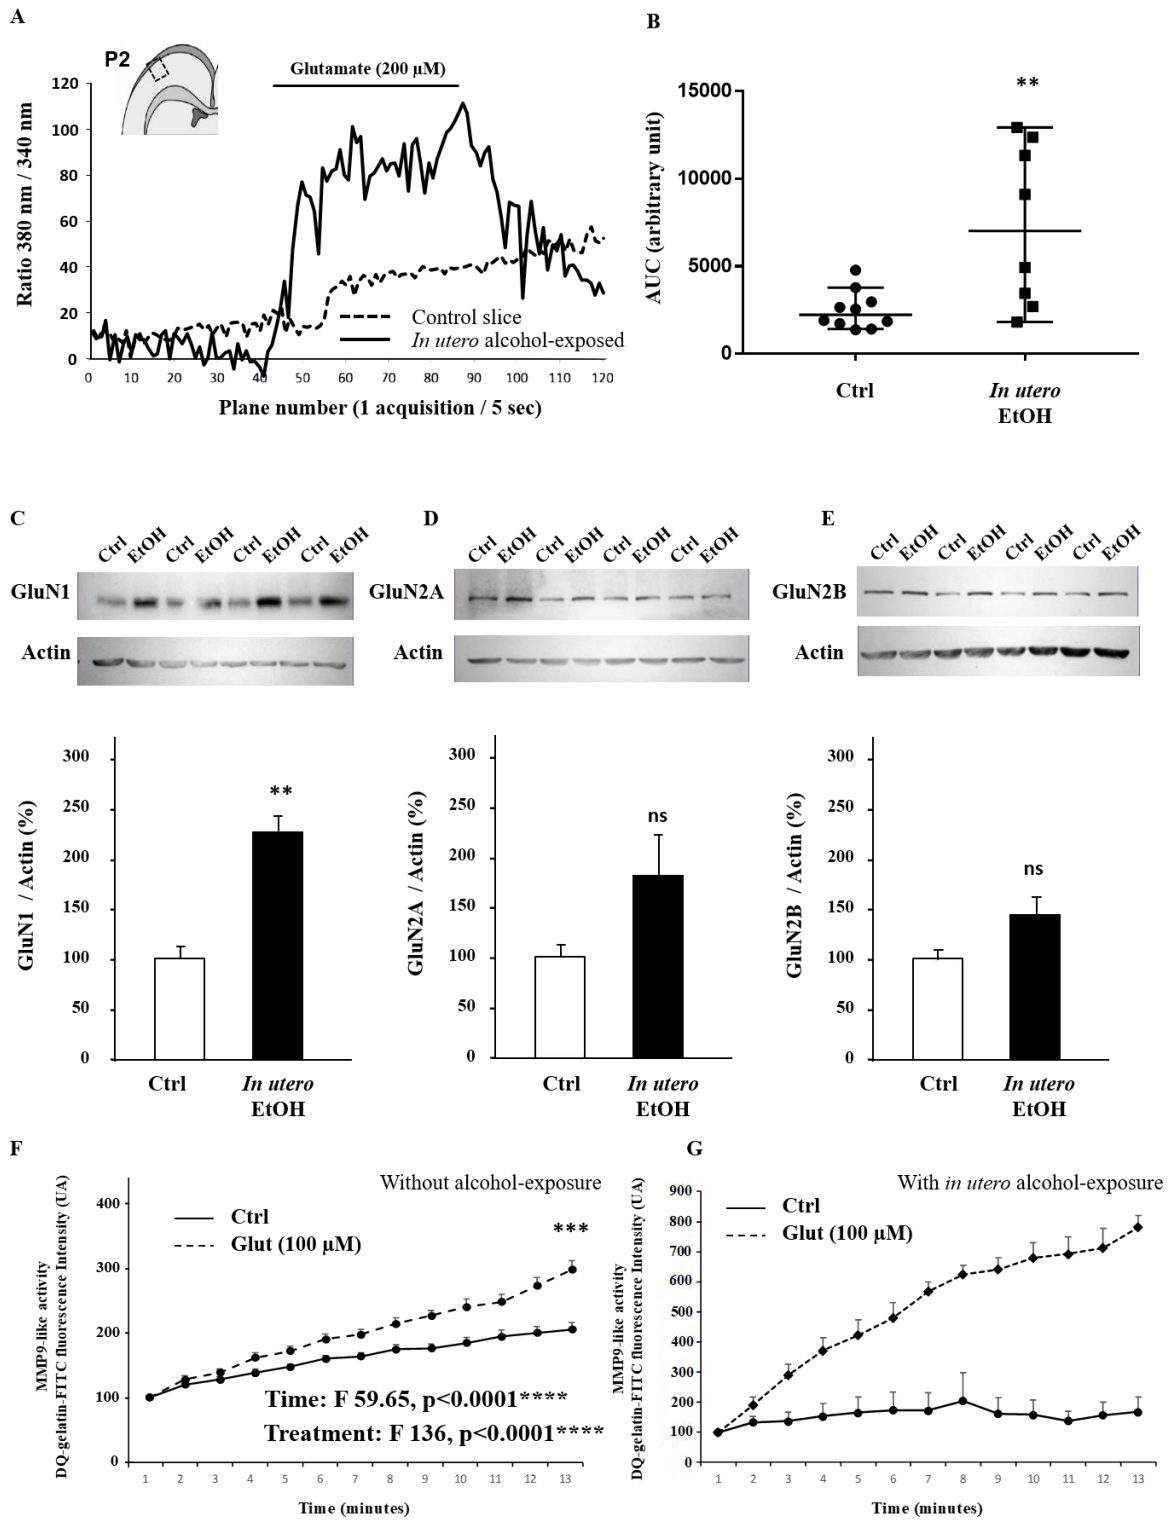 A
P2
Glutamate (200 µM)
120
100
80
60
40
20
0
Ratio 380 nm / 340 nm
Control slice
In utero alcohol-exposed
0 10 20 30 40 50 60 70 80 90 100 110 120
Plane number (1 acquisition / 5 sec)
B
**
15000
10000
5000
0
AUC (arbitrary unit)
Ctrl
In utero
EtOH
C
Ctrl EtOH Ctrl EtOH Ctrl EtOH Ctrl EtOH
GluN1
Actin
300
250
200
150
100
50
0
GluN1 / Actin (%)
**
Ctrl
In utero
EtOH
D
Ctrl EtOH Ctrl EtOH Ctrl EtOH Ctrl EtOH
GluN2A
Actin
300
250
200
150
100
50
0
GluN2A / Actin (%)
ns
Ctrl
In utero
EtOH
E
Ctrl EtOH Ctrl EtOH Ctrl EtOH Ctrl EtOH
GluN2B
Actin
300
250
200
150
100
50
0
GluN2B / Actin (%)
ns
Ctrl
In utero
EtOH
F
Without alcohol-exposure
Ctrl
Glut (100 µM)
***
400
300
200
100
0
MMP9-like activity
DQ-gelatin-FITC fluorescence Intensity (UA)
Time: F 59.65, p<0.0001****
Treatment: F 136, p<0.0001****
1 2 3 4 5 6 7 8 9 10 11 12 13
Time (minutes)
G
With in utero alcohol-exposure
Ctrl
Glut (100 µM)
900
800
700
600
500
400
300
200
100
0
MMP9-like activity
DQ-gelatin-FITC fluorescence Intensity (UA)
1 2 3 4 5 6 7 8 9 10 11 12 13
Time (minutes)